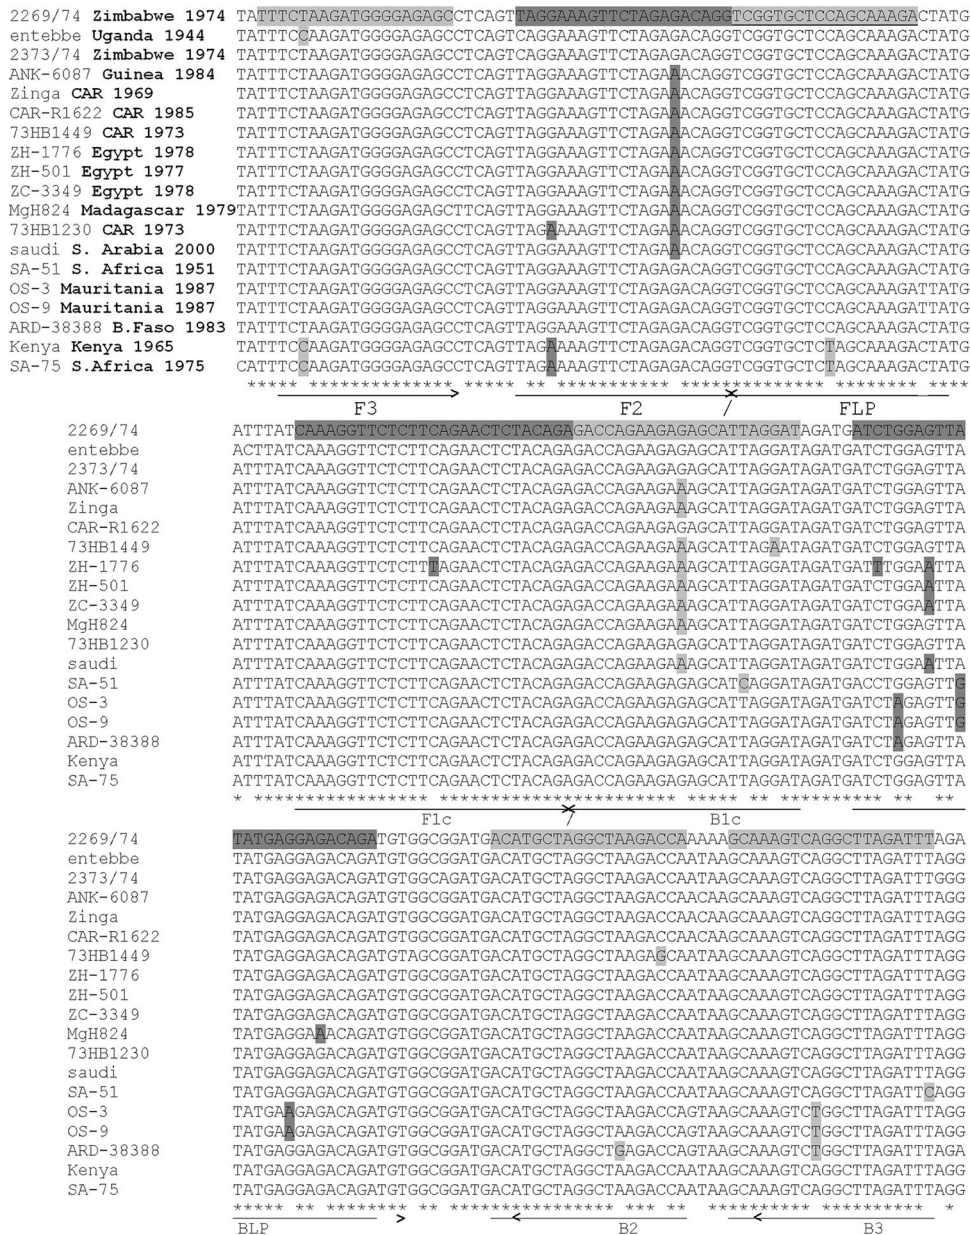 2269/74 Zimbabwe 1974 TATTTCTAAGATGGGGAGAGCCTCAGTTAGGAAAGTTCTAGAGACAGGTCGGTGCTCCAGCAAAGACTATG
entebbe Uganda 1944 TATTTCCAAGATGGGGAGAGCCTCAGTCAGGAAAGTTCTAGAGACAGGTCGGTGCTCCAGCAAAGACTATG
2373/74 Zimbabwe 1974 TATTTCTAAGATGGGGAGAGCCTCAGTTAGGAAAGTTCTAGAGACAGGTCGGTGCTCCAGCAAAGACTATG
ANK-6087 Guinea 1984 TATTTCTAAGATGGGGAGAGCCTCAGTTAGGAAAGTTCTAGAAACAGGTCGGTGCTCCAGCAAAGACTATG
Zinga CAR 1969 TATTTCTAAGATGGGGAGAGCCTCAGTTAGGAAAGTTCTAGAAACAGGTCGGTGCTCCAGCAAAGACTATG
CAR-R1622 CAR 1985 TATTTCTAAGATGGGGAGAGCCTCAGTTAGGAAAGTTCTAGAAACAGGTCGGTGCTCCAGCAAAGACTATG
73HB1449 CAR 1973 TATTTCTAAGATGGGGAGAGCCTCAGTTAGGAAAGTTCTAGAAACAGGTCGGTGCTCCAGCAAAGACTATG
ZH-1776 Egypt 1978 TATTTCTAAGATGGGGAGAGCCTCAGTTAGGAAAGTTCTAGAAACAGGTCGGTGCTCCAGCAAAGACTATG
ZH-501 Egypt 1977 TATTTCTAAGATGGGGAGAGCCTCAGTTAGGAAAGTTCTAGAAACAGGTCGGTGCTCCAGCAAAGACTATG
ZC-3349 Egypt 1978 TATTTCTAAGATGGGGAGAGCCTCAGTTAGGAAAGTTCTAGAAACAGGTCGGTGCTCCAGCAAAGACTATG
MgH824 Madagascar 1979 TATTTCTAAGATGGGGAGAGCTTCAGTTAGGAAAGTTCTAGAAACAGGTCGGTGCTCCAGCAAAGACTATG
73HB1230 CAR 1973 TATTTCTAAGATGGGGAGAGCCTCAGTTAGAAAAGTTCTAGAAACAGGTCGGTGCTCCAGCAAAGACTATG
saudi S. Arabia 2000 TATTTCTAAGATGGGGAGAGCCTCAGTTAGGAAAGTTCTAGAAACAGGTCGGTGCTCCAGCAAAGACTATG
SA-51 S. Africa 1951 TATTTCTAAGATGGGGAGAGCCTCAGTTAGGAAAGTTCTAGAGACAGGTCGGTGCTCCAGCAAAGACTATG
OS-3 Mauritania 1987 TATTTCTAAGATGGGGAGAGCCTCAGTTAGGAAAGTTCTAGAGACAGGTCGGTGCTCCAGCAAAGATTATG
OS-9 Mauritania 1987 TATTTCTAAGATGGGGAGAGCCTCAGTTAGGAAAGTTCTAGAGACAGGTCGGTGCTCCAGCAAAGATTATG
ARD-38388 B.Faso 1983 TATTTCTAAGATGGGGAGAGCCTCAGTTAGGAAAGTTCTAGAGACAGGTCGGTGCTCCAGCAAAGACTATG
Kenya Kenya 1965 TATTTCCAAGATGGGGAGAGCCTCAGTTAGAAAAGTTCTAGAGACAGGTCGGTGCTCTAGCAAAGACTATG
SA-75 S.Africa 1975 CATTTCCAAGATGGGGAGAGCCTCAGTTAGAAAAGTTCTAGAGACAGGTCGGTGCTCTAGCAAAGACTATG
***** ************** ***** ** *********** ************** ******** ****
F3 F2 FLP
2269/74 ATTTATCAAAGGTTCTCTTCAGAACTCTACAGAGACCAGAAGAGAGCATTAGGATAGATGATCTGGAGTTA
entebbe ACTTATCAAAGGTTCTCTTCAGAACTCTACAGAGACCAGAAGAGAGCATTAGGATAGATGATCTGGAGTTA
2373/74 ATTTATCAAAGGTTCTCTTCAGAACTCTACAGAGACCAGAAGAGAGCATTAGGATAGATGATCTGGAGTTA
ANK-6087 ATTTATCAAAGGTTCTCTTCAGAACTCTACAGAGACCAGAAGAAAGCATTAGGATAGATGATCTGGAGTTA
Zinga ATTTATCAAAGGTTCTCTTCAGAACTCTACAGAGACCAGAAGAAAGCATTAGGATAGATGATCTGGAGTTA
CAR-R1622 ATTTATCAAAGGTTCTCTTCAGAACTCTACAGAGACCAGAAGAGAGCATTAGGATAGATGATCTGGAGTTA
73HB1449 ATTTATCAAAGGTTCTCTTCAGAACTCTACAGAGACCAGAAGAAAGCATTAGAATAGATGATCTGGAGTTA
ZH-1776 ATTTATCAAAGGTTCTCTTTAGAACTCTACAGAGACCAGAAGAAAGCATTAGGATAGATGATTTGGAATTA
ZH-501 ATTTATCAAAGGTTCTCTTCAGAACTCTACAGAGACCAGAAGAAAGCATTAGGATAGATGATCTGGAATTA
ZC-3349 ATTTATCAAAGGTTCTCTTCAGAACTCTACAGAGACCAGAAGAAAGCATTAGGATAGATGATCTGGAATTA
MgH824 ATTTATCAAAGGTTCTCTTCAGAACTCTACAGAGACCAGAAGAAAGCATTAGGATAGATGATCTGGAGTTA
73HB1230 ATTTATCAAAGGTTCTCTTCAGAACTCTACAGAGACCAGAAGAGAGCATTAGGATAGATGATCTGGAGTTA
saudi ATTTATCAAAGGTTCTCTTCAGAACTCTACAGAGACCAGAAGAAAGCATTAGGATAGATGATCTGGAATTA
SA-51 ATTTATCAAAGGTTCTCTTCAGAACTCTACAGAGACCAGAAGAGAGCATCAGGATAGATGACCTGGAGTTG
OS-3 ATTTATCAAAGGTTCTCTTCAGAACTCTACAGAGACCAGAAGAGAGCATTAGGATAGATGATCTAGAGTTG
OS-9 ATTTATCAAAGGTTCTCTTCAGAACTCTACAGAGACCAGAAGAGAGCATTAGGATAGATGATCTAGAGTTG
ARD-38388 ATTTATCAAAGGTTCTCTTCAGAACTCTACAGAGACCAGAAGAGAGCATTAGGATAGATGATCTAGAGTTA
Kenya ATTTATCAAAGGTTCTCTTCAGAACTCTACAGAGACCAGAAGAGAGCATTAGGATAGATGATCTGGAGTTA
SA-75 ATTTATCAAAGGTTCTCTTCAGAACTCTACAGAGACCAGAAGAGAGCATTAGGATAGATGATCTGGAGTTA
* ***************** *********************** ***** ** ********  * ** **
F1c B1c
2269/74 TATGAGGAGACAGATGTGGCGGATGACATGCTAGGCTAAGACCAAAAAGCAAAGTCAGGCTTAGATTTAGA
entebbe TATGAGGAGACAGATGTGGCGGATGACATGCTAGGCTAAGACCAATAAGCAAAGTCAGGCTTAGATTTAGG
2373/74 TATGAGGAGACAGATGTGGCAGATGACATGCTAGGCTAAGACCAATAAGCAAAGTCAGGCTTAGATTTGGG
ANK-6087 TATGAGGAGACAGATGTGGCGGATGACATGCTAGGCTAAGACCAACAAGCAAAGTCAGGCTTAGATTTAGG
Zinga TATGAGGAGACAGATGTGGCGGATGACATGCTAGGCTAAGACCAATAAGCAAAGTCAGGCTTAGATTTAGG
CAR-R1622 TATGAGGAGACAGATGTGGCGGATGACATGCTAGGCTAAGACCAACAAGCAAAGTCAGGCTTAGATTTAGG
73HB1449 TATGAGGAGACAGATGTAGCGGATGACATGCTAGGCTAAGAGCAATAAGCAAAGTCAGGCTTAGATTTAGG
ZH-1776 TATGAGGAGACAGATGTGGCGGATGACATGCTAGGCTAAGACCAATAAGCAAAGTCAGGCTTAGATTTAGG
ZH-501 TATGAGGAGACAGATGTGGCGGATGACATGCTAGGCTAAGACCAATAAGCAAAGTCAGGCTTAGATTTAGG
ZC-3349 TATGAGGAGACAGATGTGGCGGATGACATGCTAGGCTAAGACCAATAAGCAAAGTCAGGCTTAGATTTAGG
MgH824 TATGAGGAAACAGATGTGGCGGATGACATGCTAGGCTAAGACCAATAAGCAAAGTCAGGCTTAGATTTAGG
73HB1230 TATGAGGAGACAGATGTGGCGGATGACATGCTAGGCTAAGACCAATAAGCAAAGTCAGGCTTAGATTTAGG
saudi TATGAGGAGACAGATGTGGCGGATGACATGCTAGGCTAAGACCAATAAGCAAAGTCAGGCTTAGATTTAGG
SA-51 TATGAGGAGACAGATGTGGCGGATGACATGCTAGGCTAAGACCAATAAGCAAAGTCAGGCTTAGATTCAGG
OS-3 TATGAAGAGACAGATGTGGCGGATGACATGCTAGGCTAAGACCAGTAAGCAAAGTCTGGCTTAGATTTAGG
OS-9 TATGAAGAGACAGATGTGGCGGATGACATGCTAGGCTAAGACCAGTAAGCAAAGTCTGGCTTAGATTTAGG
ARD-38388 TATGAGGAGACAGATGTGGCGGATGACATGCTAGGCTGAGACCAGTAAGCAAAGTCTGGCTTAGATTTAGA
Kenya TATGAGGAGACAGATGTGGCGGATGACATGCTAGGCTAAGACCAATAAGCAAAGTCAGGCTTAGATTTAGG
SA-75 TATGAGGAGACAGATGTGGCGGATGACATGCTAGGCTAAGACCAATAAGCAAAGTCAGGCTTAGATTTAGG
***** ** ******** ** **************** *** **  ********* ********** *
BLP B2 B3